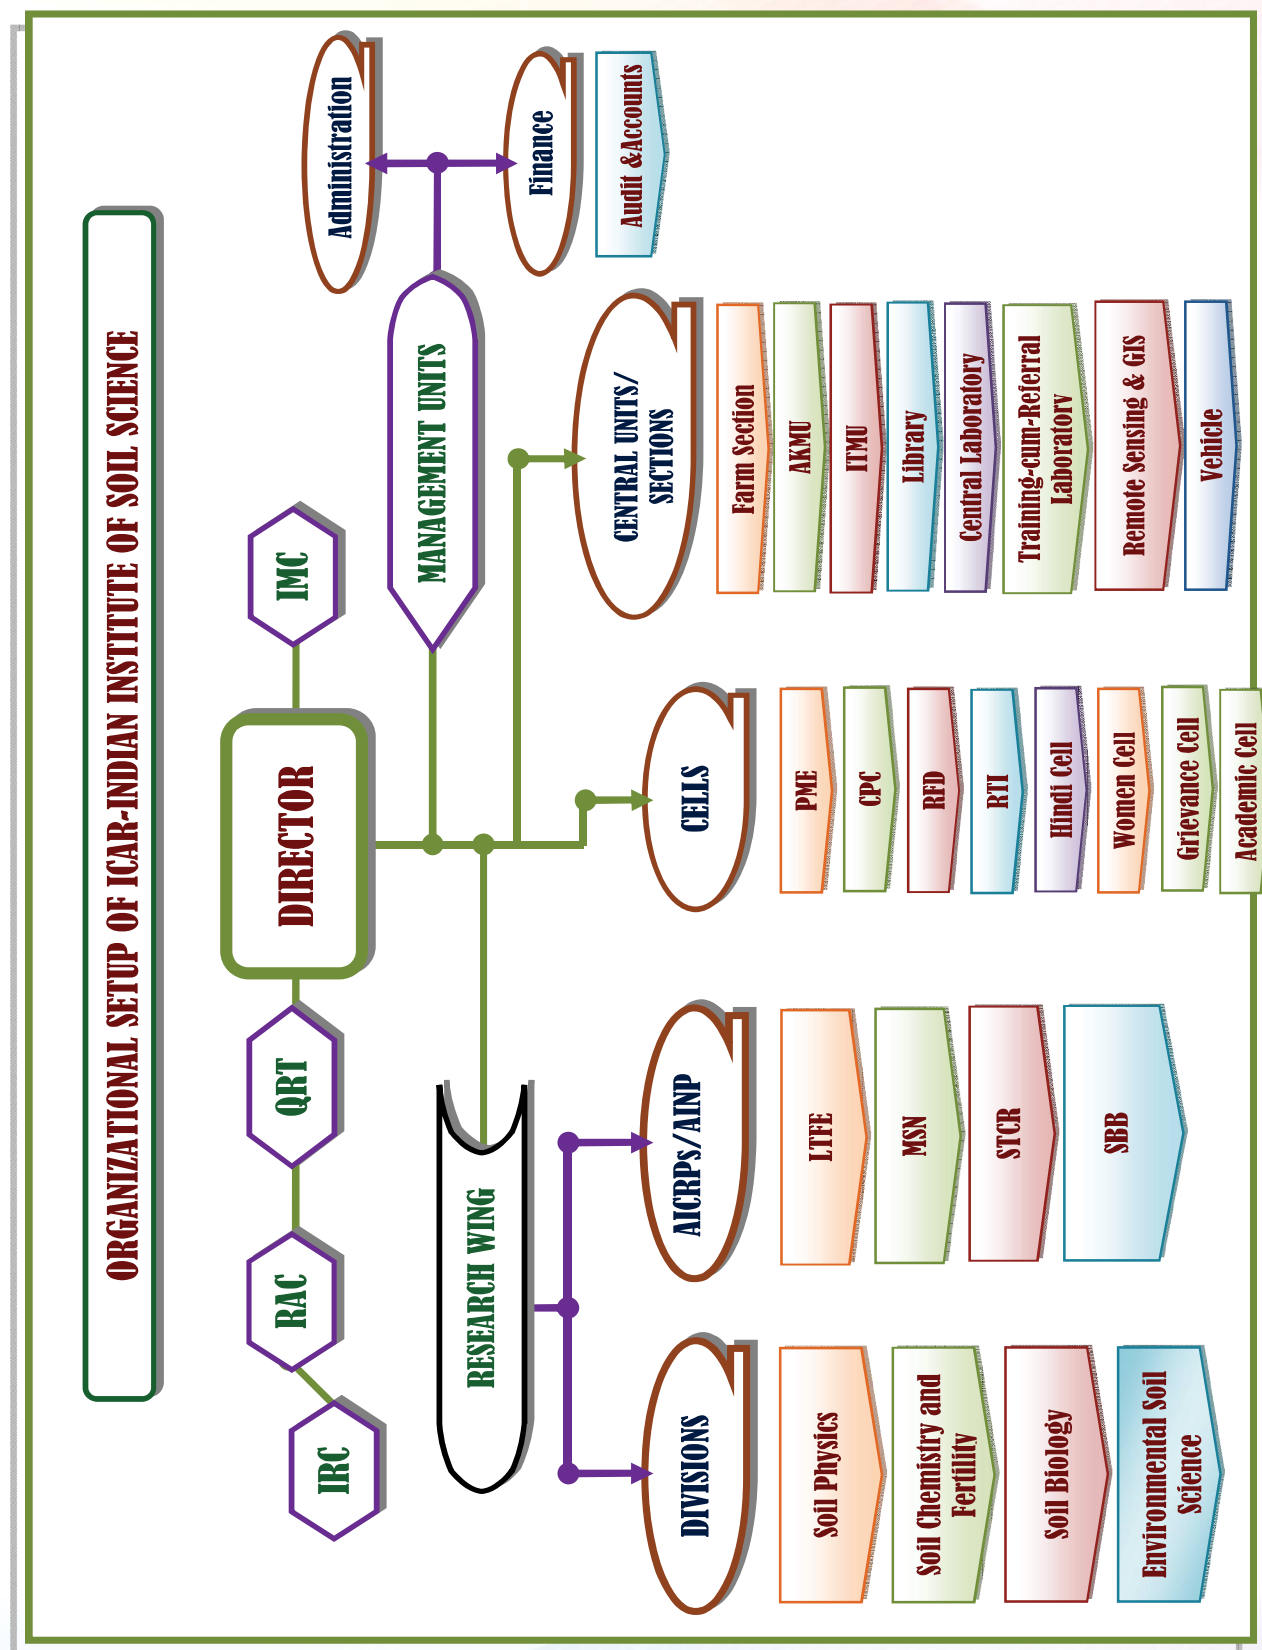 ORGANIZATIONAL SETUP OF ICAR-INDIAN INSTITUTE OF SOIL SCIENCE
IRC
RAC
QRT
DIRECTOR
IMC
RESEARCH WING
MANAGEMENT UNITS
Administration
Finance
Audit &Accounts
DIVISIONS
Soil Physics
Soil Chemistry and
Fertility
Soil Biology
Environmental Soil
Science
AICRPs/AINP
LTFE
MSN
STCR
SBB
CELLS
PME
CPC
RFD
RTI
Hindi Cell
Women Cell
Grievance Cell
Academic Cell
CENTRAL UNITS/
SECTIONS
Farm Section
AKMU
ITMU
Library
Central Laboratory
Training-cum-Referral
Laboratory
Remote Sersing & GIS
Vehicle